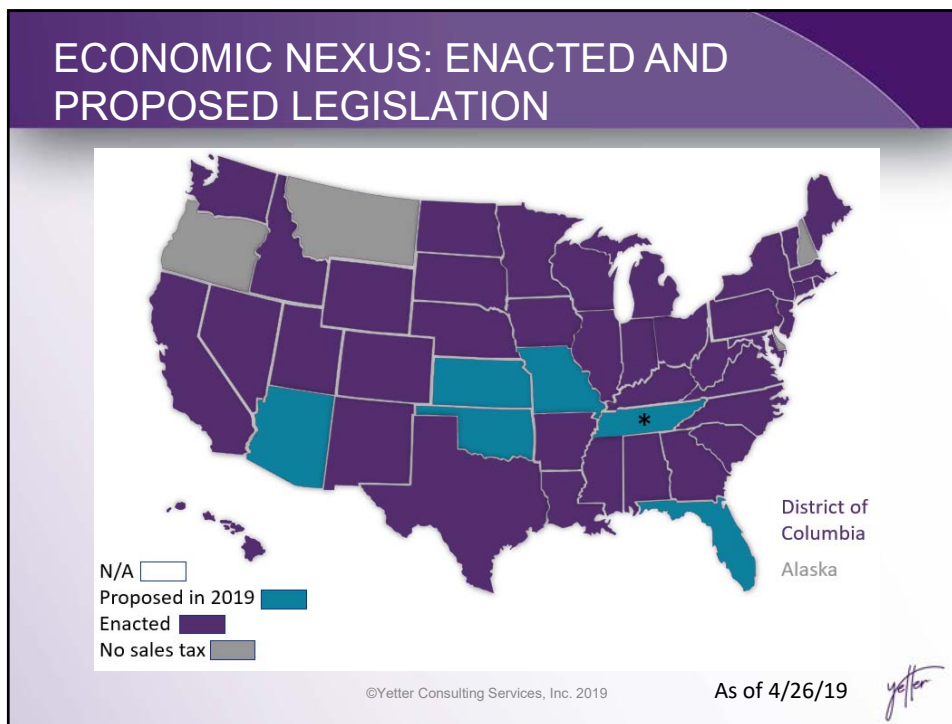 ECONOMIC NEXUS: ENACTED AND
PROPOSED LEGISLATION
*
District of
Columbia
Alaska
N/A
Proposed in 2019
Enacted
No sales tax
©Yetter Consulting Services, Inc. 2019
As of 4/26/19
yetter